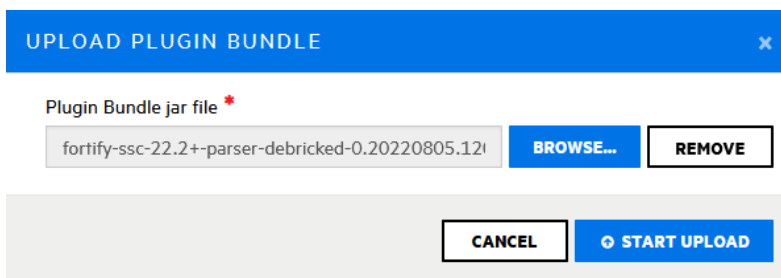 UPLOAD PLUGIN BUNDLE ×
Plugin Bundle jar file *
fortify-ssc-22.2+-parser-debricked-0.20220805.12
BROWSE... REMOVE
CANCEL START UPLOAD